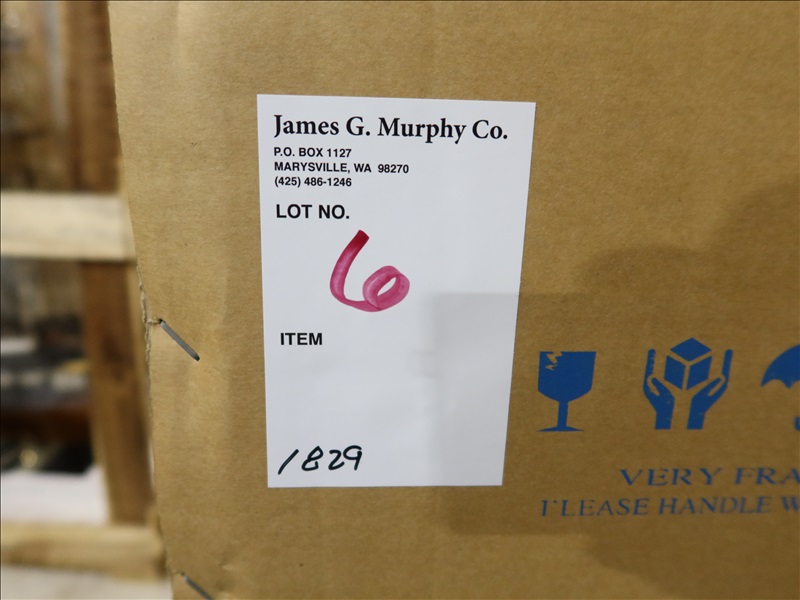 James G. Murphy Co.
P.O. BOX 1127
MARYSVILLE, WA 98270
(425) 486-1246
LOT NO.
6
ITEM
1829
VERY FRA
PLEASE HANDLE W